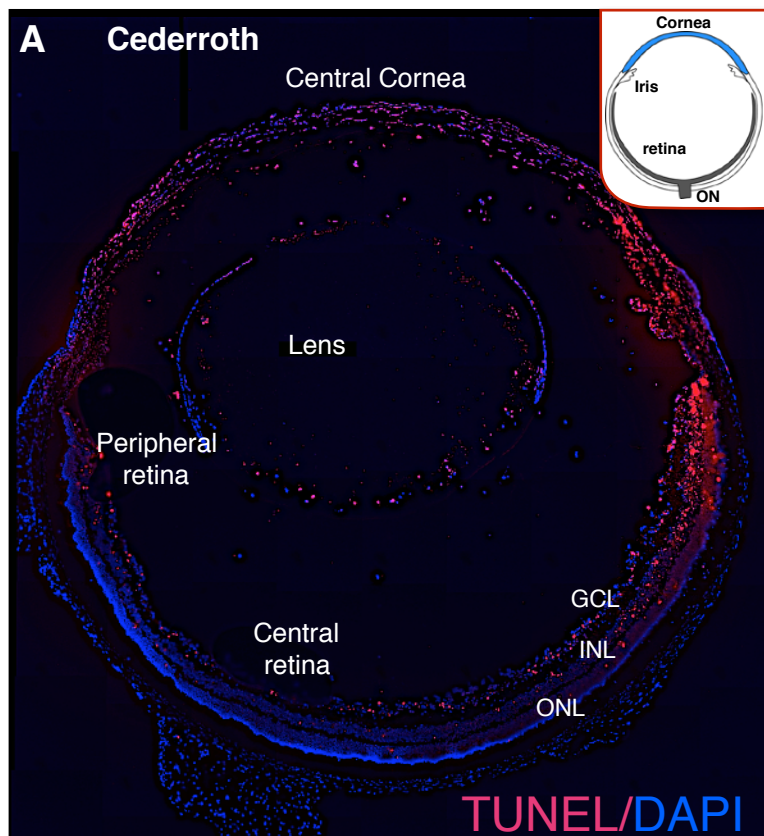 A
Cederroth
Central Cornea
Cornea
Iris
retina
ON
Lens
Peripheral
retina
Central
retina
GCL
INL
ONL
TUNEL/DAPI